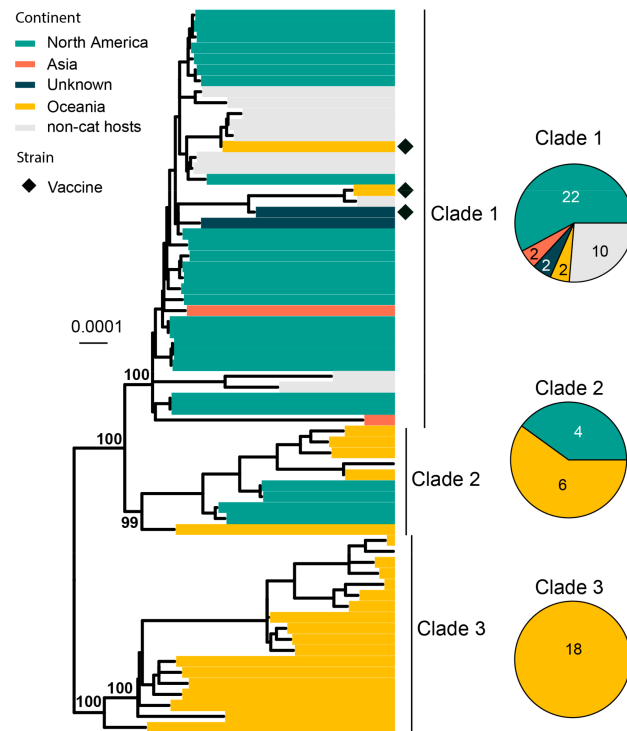 Continent
North America
Asia
Unknown
Oceania
non-cat hosts
Strain
Vaccine
0.0001
100
100
99
100
100
Clade 1
Clade 2
Clade 3
Clade 1
22
2
2
2
10
Clade 2
4
6
Clade 3
18